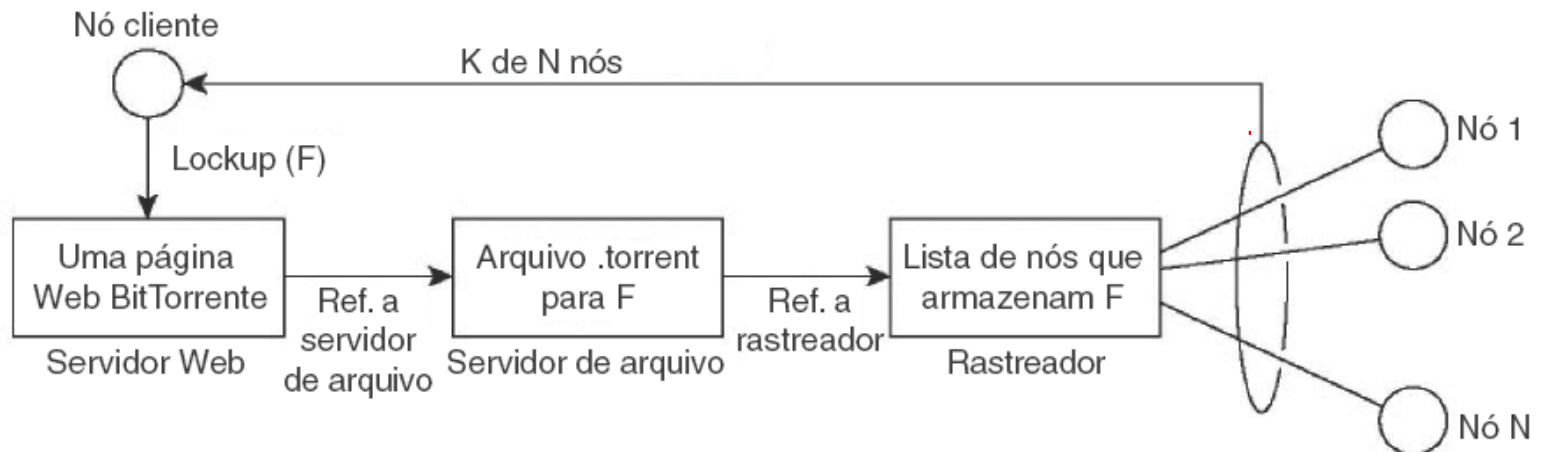 Nó cliente
K de N nós
Lockup (F)
Uma página
Web BitTorrente
Servidor Web
Ref. a
servidor
de arquivo
Arquivo .torrent
para F
Servidor de arquivo
Ref. a
rastreador
Lista de nós que
armazenam F
Rastreador
Nó 1
Nó 2
Nó N